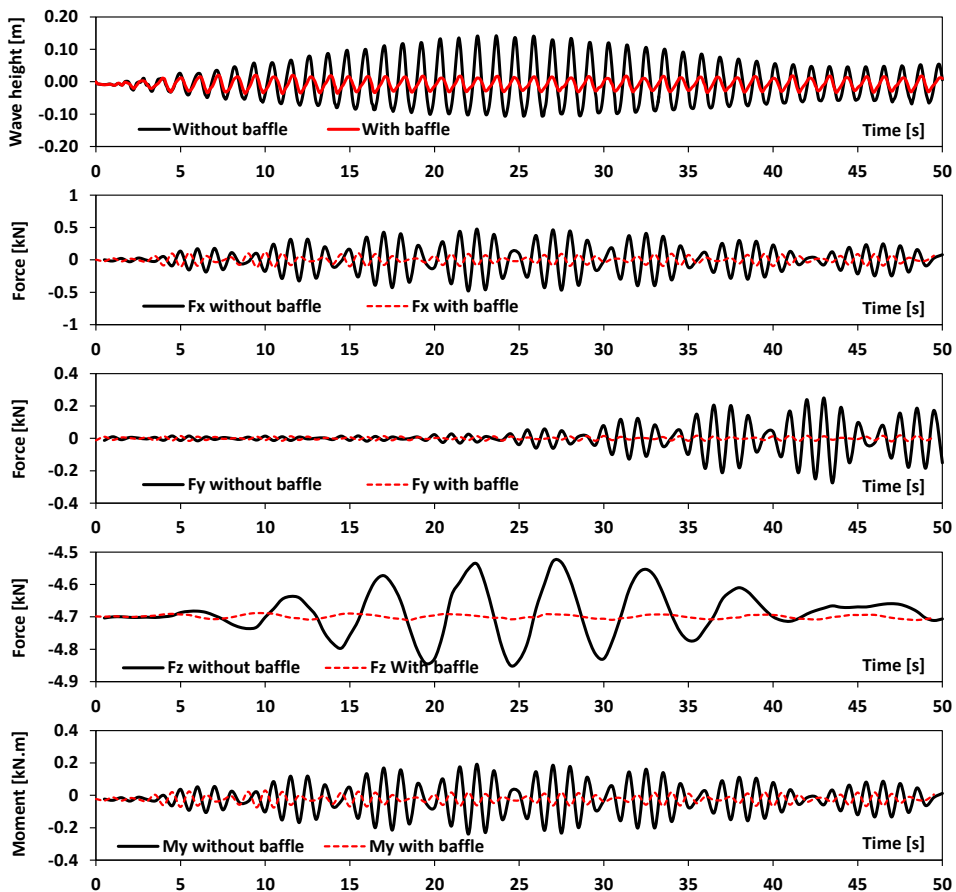 Wave height [m]
0.20
0.10
0.00
-0.10
-0.20
Without baffle
With baffle
Time [s]
0 5 10 15 20 25 30 35 40 45 50
Force [kN]
1
0.5
0
-0.5
-1
Fx without baffle
Fx with baffle
Time [s]
0 5 10 15 20 25 30 35 40 45 50
Force [kN]
0.4
0.2
0
-0.2
-0.4
Fy without baffle
Fy with baffle
Time [s]
0 5 10 15 20 25 30 35 40 45 50
Force [kN]
-4.5
-4.6
-4.7
-4.8
-4.9
Fz without baffle
Fz With baffle
Time [s]
0 5 10 15 20 25 30 35 40 45 50
Moment [kN.m]
0.4
0.2
0
-0.2
-0.4
My without baffle
My with baffle
Time [s]
0 5 10 15 20 25 30 35 40 45 50